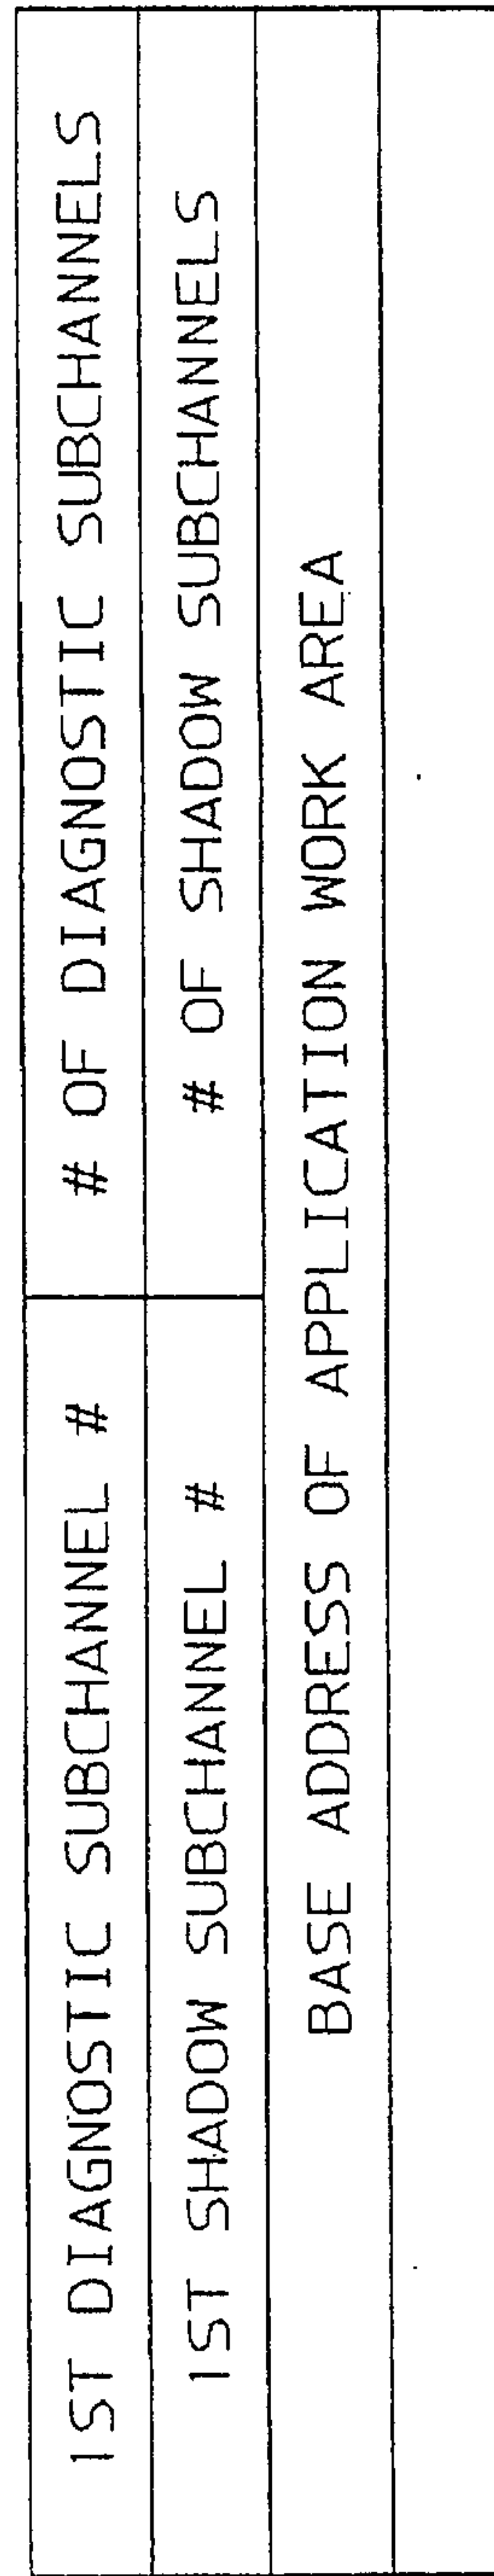 1ST DIAGNOSTIC SUBCHANNEL # # OF DIAGNOSTIC SUBCHANNELS
1ST SHADOW SUBCHANNEL # # OF SHADOW SUBCHANNELS
BASE ADDRESS OF APPLICATION WORK AREA